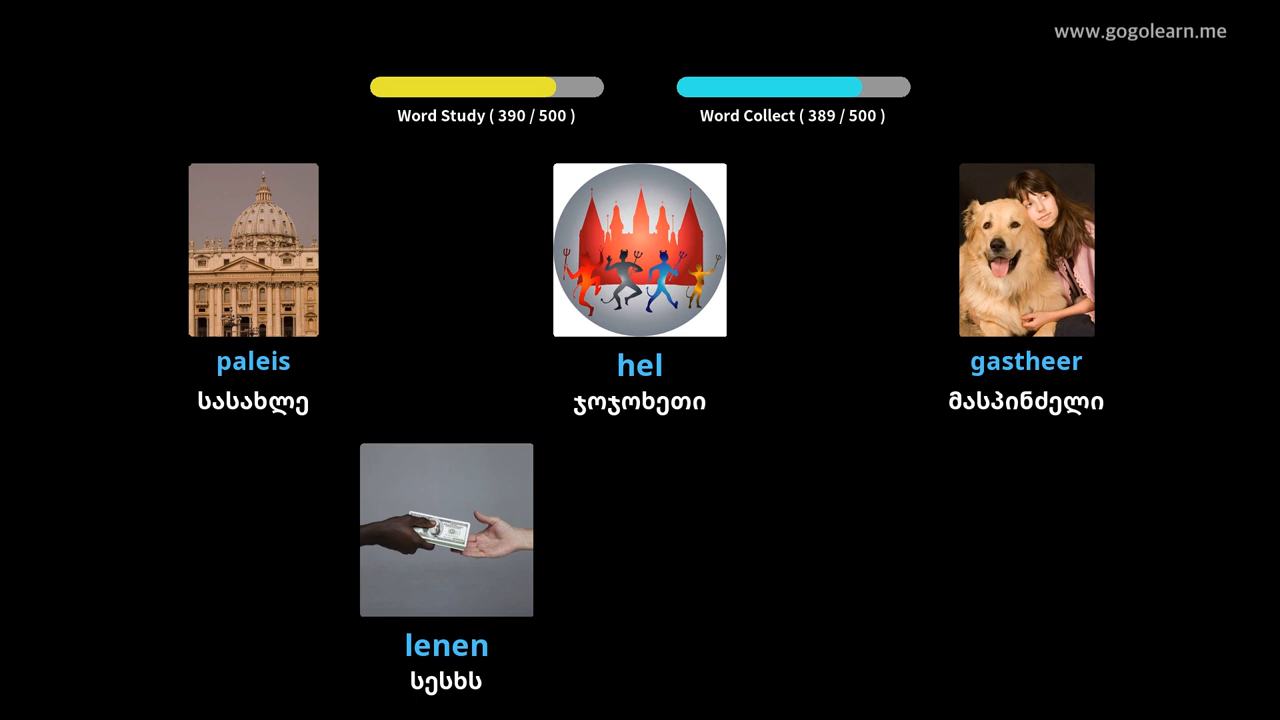 www.gogolearn.me
Word Study ( 390 / 500 )
Word Collect ( 389 / 500 )
paleis
სასახლე
hel
ჯოჯოხეთი
gastheer
მასპინძელი
lenen
სესხს